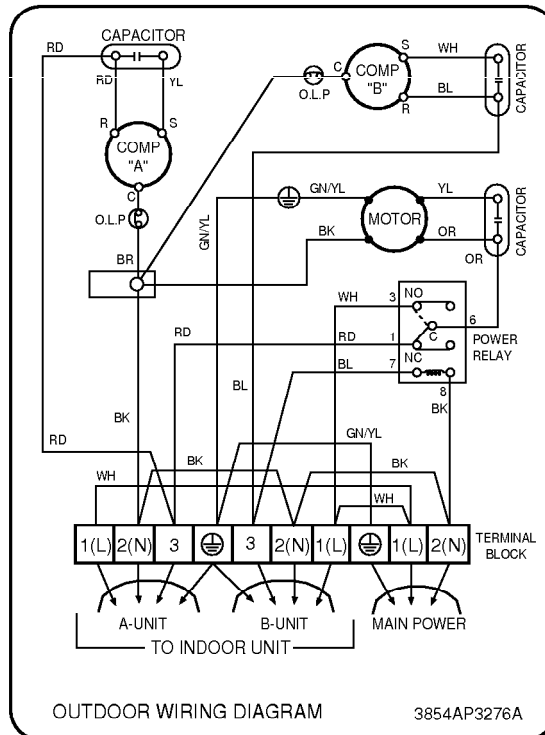 CAPACITOR
RD
RD
YL
R
S
COMP
"A"
C
O.L.P
BR
S
WH
C
COMP
"B"
O.L.P
R
BL
CAPACITOR
GN/YL
GN/YL
YL
MOTOR
BK
OR
OR
CAPACITOR
WH
3
NO
6
C
RD
RD
1
NC
POWER
RELAY
BL
7
8
BK
BK
BL
RD
GN/YL
BK
BK
WH
WH
1(L)
2(N)
3
3
2(N)
1(L)
1(L)
2(N)
TERMINAL
BLOCK
A-UNIT
B-UNIT
MAIN POWER
TO INDOOR UNIT
OUTDOOR WIRING DIAGRAM
3854AP3276A